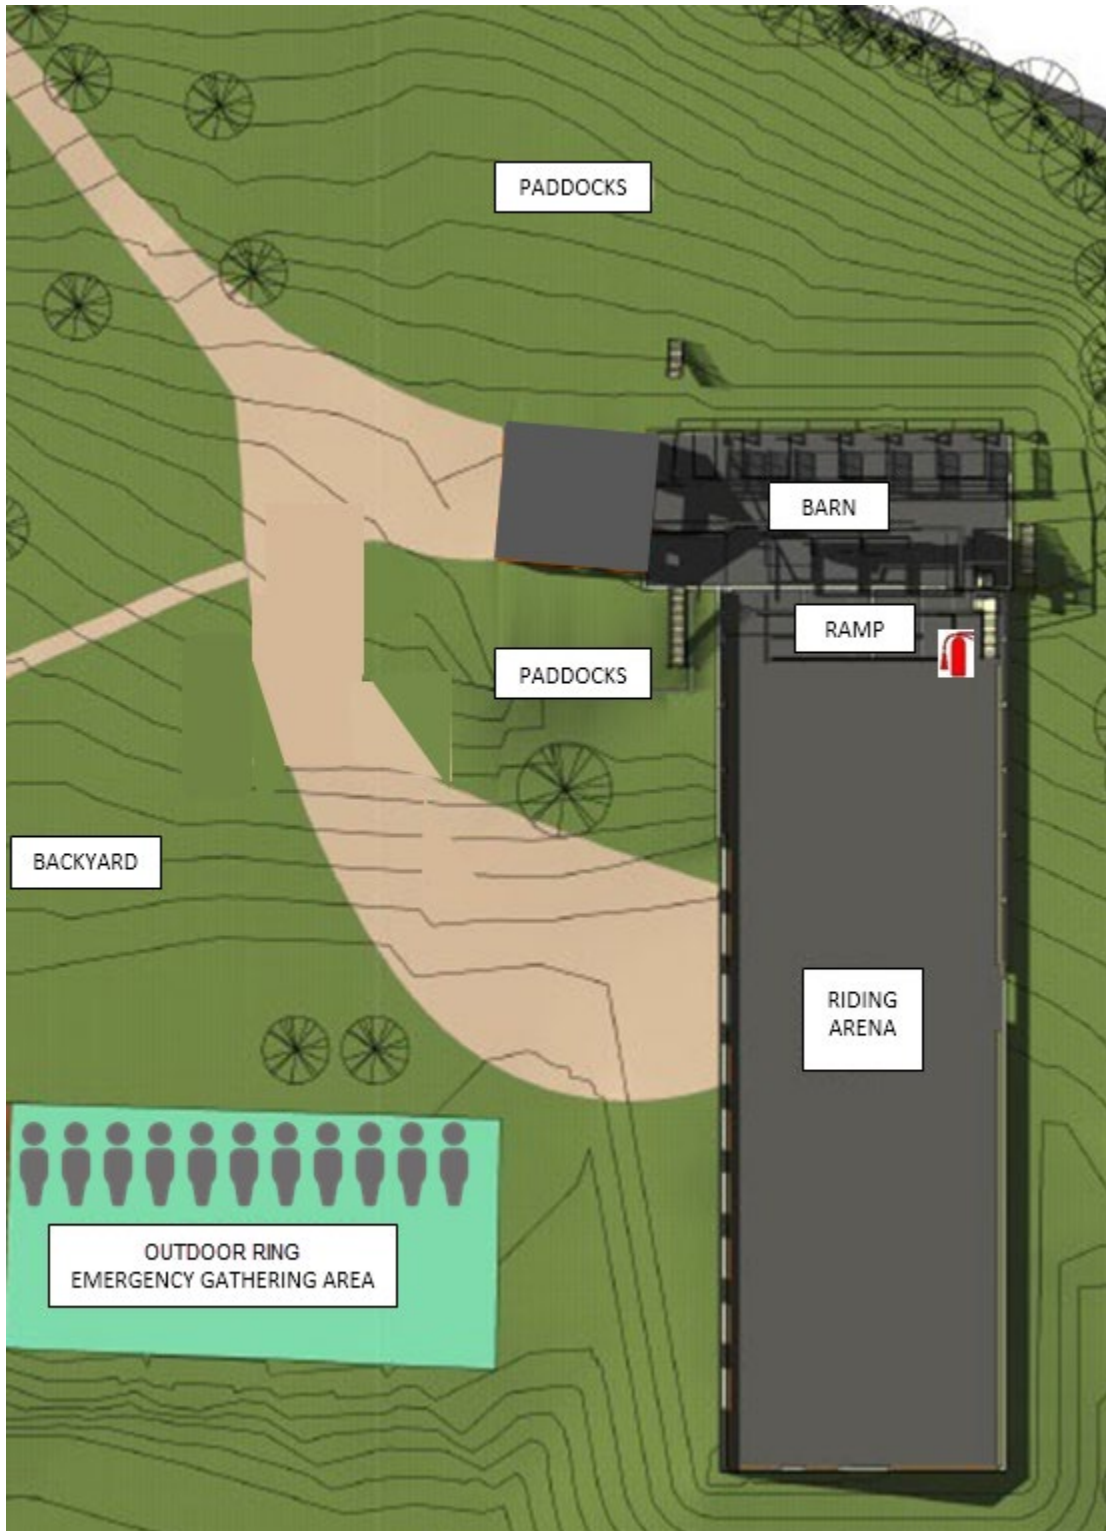 PADDOCKS
BARN
RAMP
PADDOCKS
BACKYARD
RIDING
ARENA
OUTDOOR RING
EMERGENCY GATHERING AREA